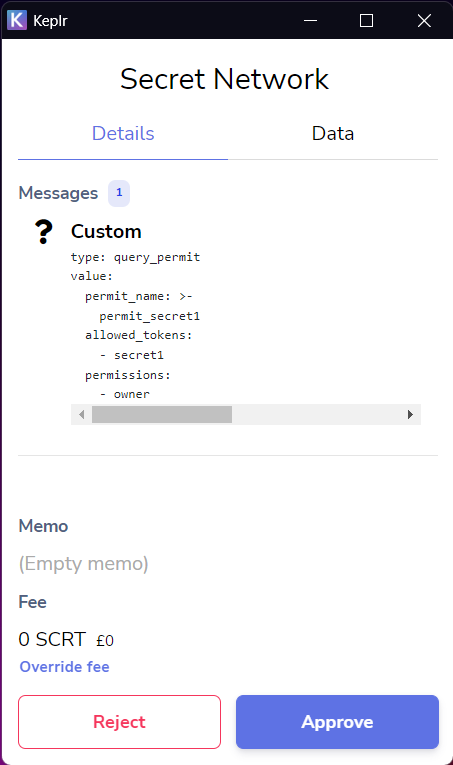 Keplr
Secret Network
Details Data
Messages 1
? Custom
type: query_permit
value:
  permit_name: >-
    permit_secret1
  allowed_tokens:
    - secret1
  permissions:
    - owner
Memo
(Empty memo)
Fee
0 SCRT £0
Override fee
Reject Approve